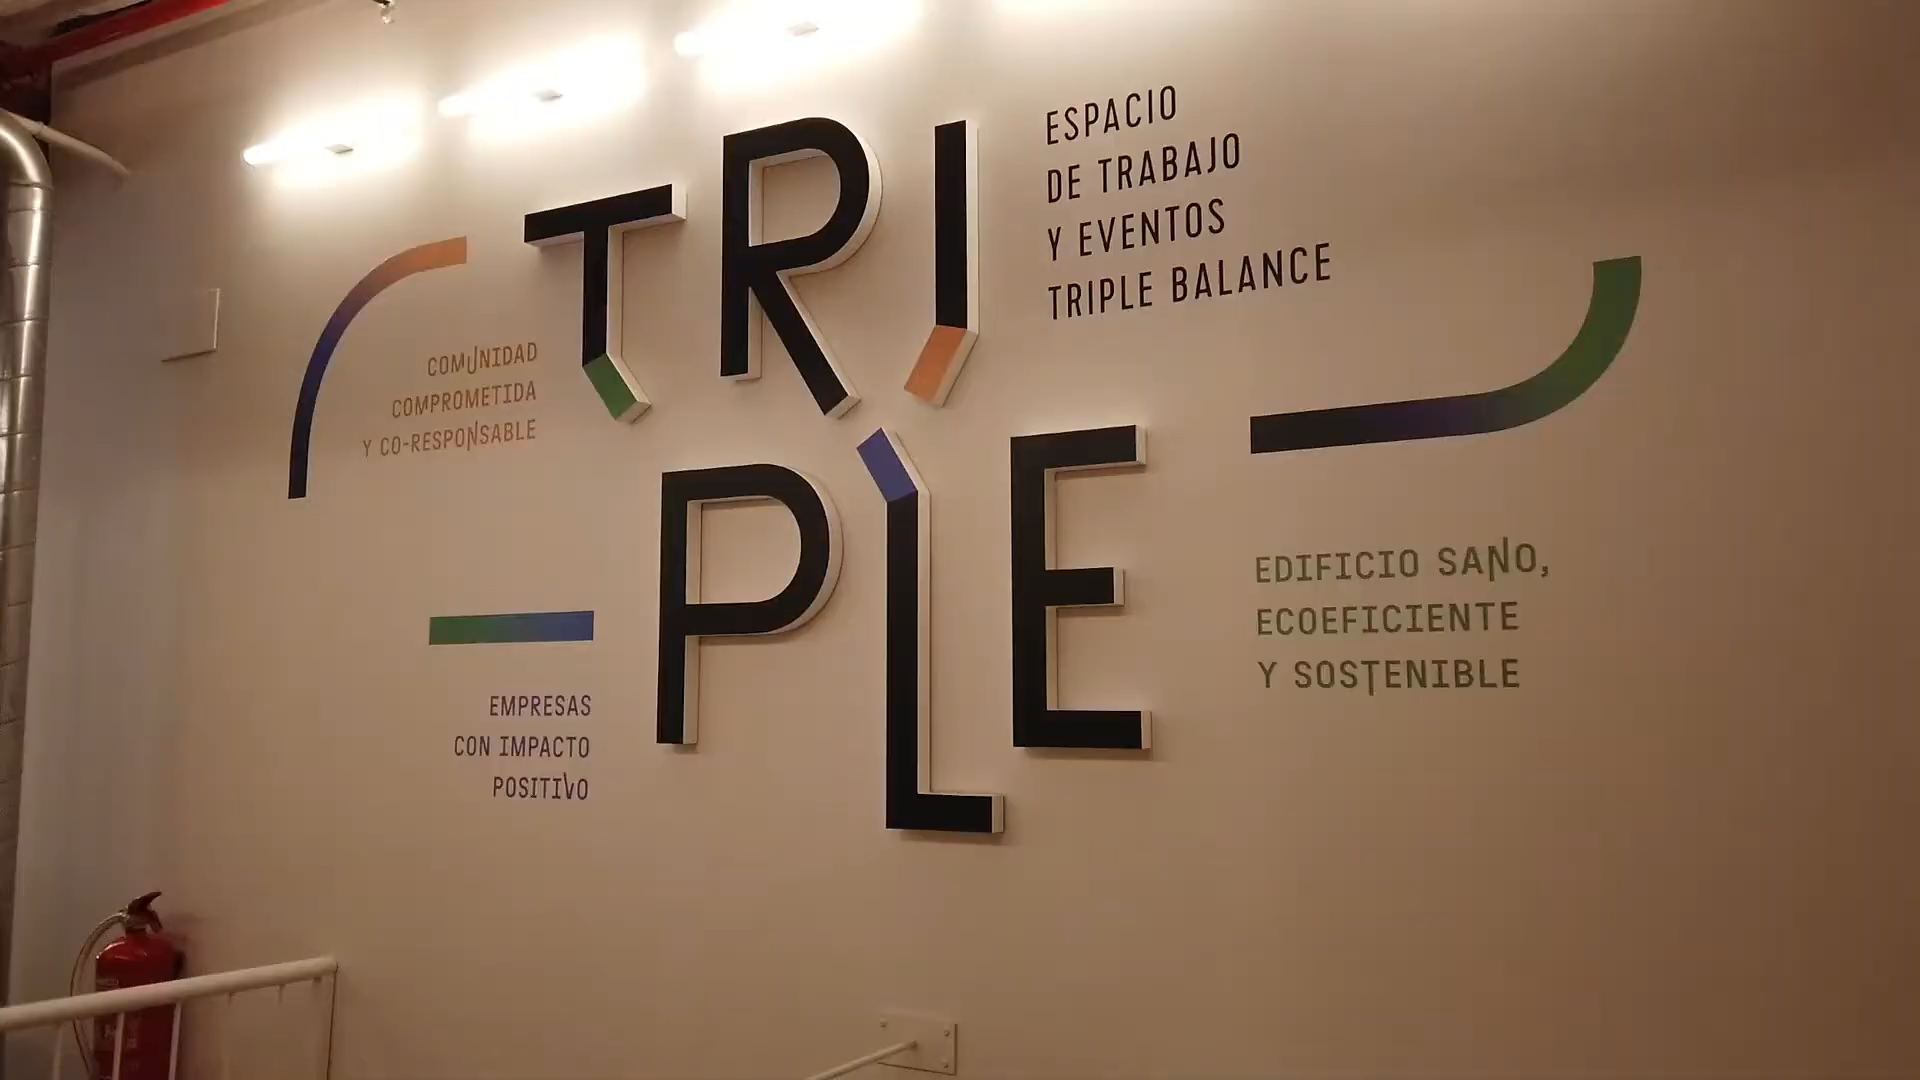 TRI
PLE
ESPACIO
DE TRABAJO
Y EVENTOS
TRIPLE BALANCE
COMUNIDAD
COMPROMETIDA
Y CO-RESPONSABLE
EMPRESAS
CON IMPACTO
POSITIVO
EDIFICIO SANO,
ECOEFICIENTE
Y SOSTENIBLE